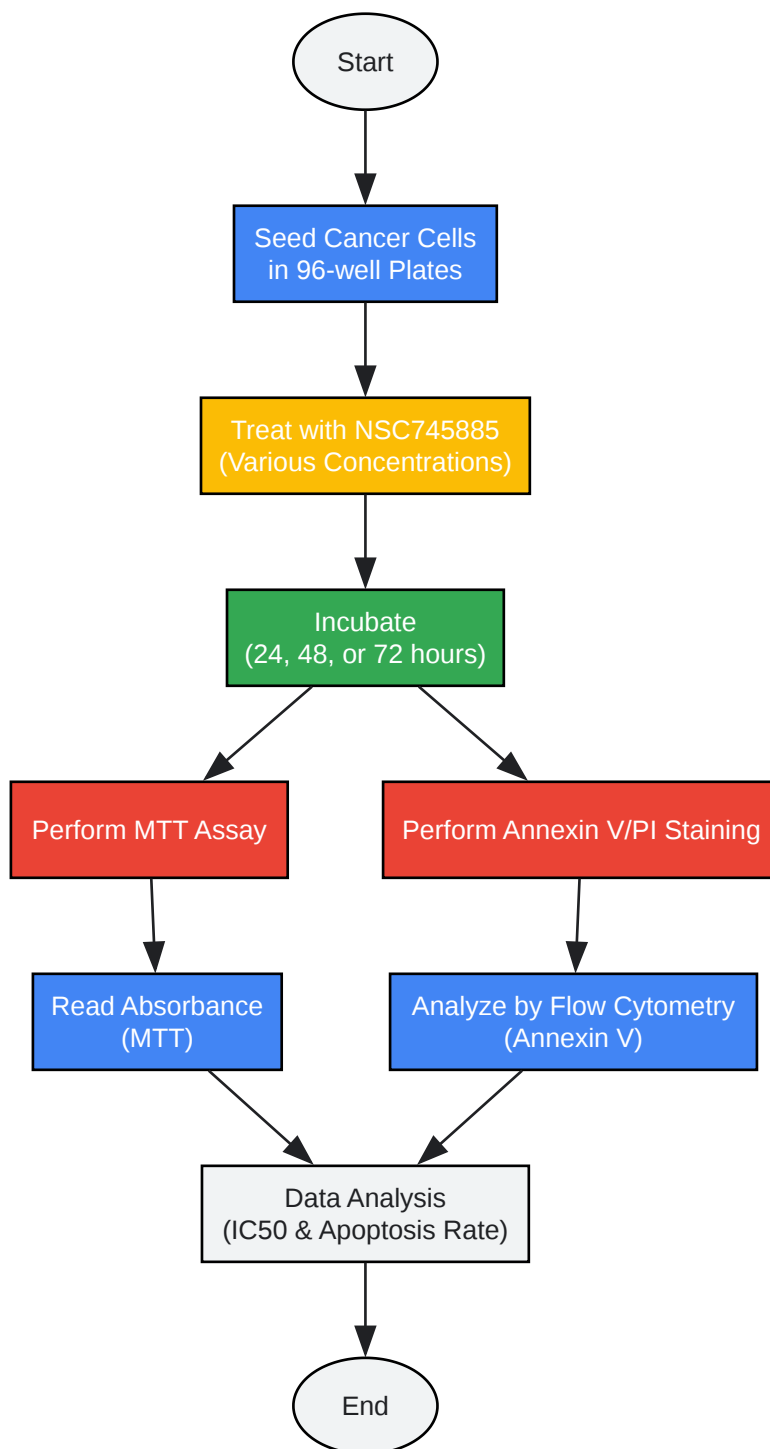 Start
Seed Cancer Cells
in 96-well Plates
Treat with NSC745885
(Various Concentrations)
Incubate
(24, 48, or 72 hours)
Perform MTT Assay
Perform Annexin V/PI Staining
Read Absorbance
(MTT)
Analyze by Flow Cytometry
(Annexin V)
Data Analysis
(IC50 & Apoptosis Rate)
End